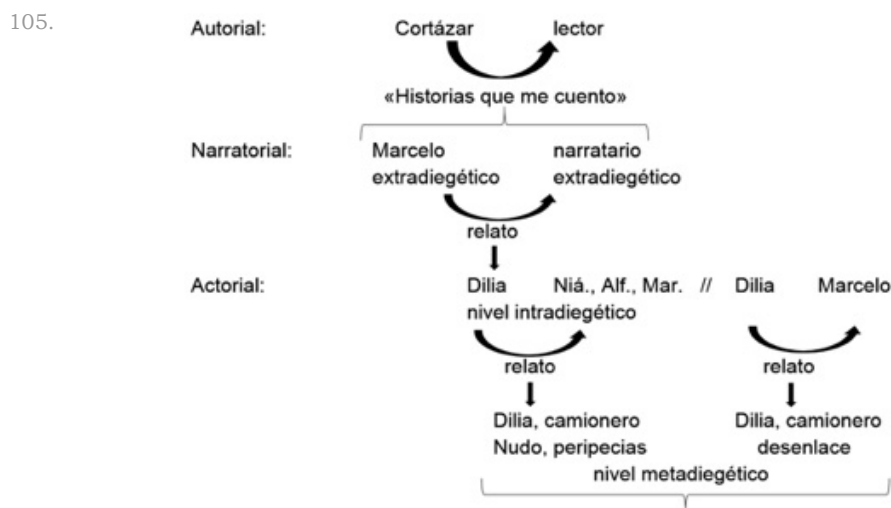 105.
Autorial: Cortázar lector
«Historias que me cuento»
Narratorial: Marcelo narratario
extradiegético extradiegético
relato
Actorial: Dilia Niá., Alf., Mar. // Dilia Marcelo
nivel intradiegético
relato relato
Dilia, camionero Dilia, camionero
Nudo, peripecias desenlace
nivel metadiegético